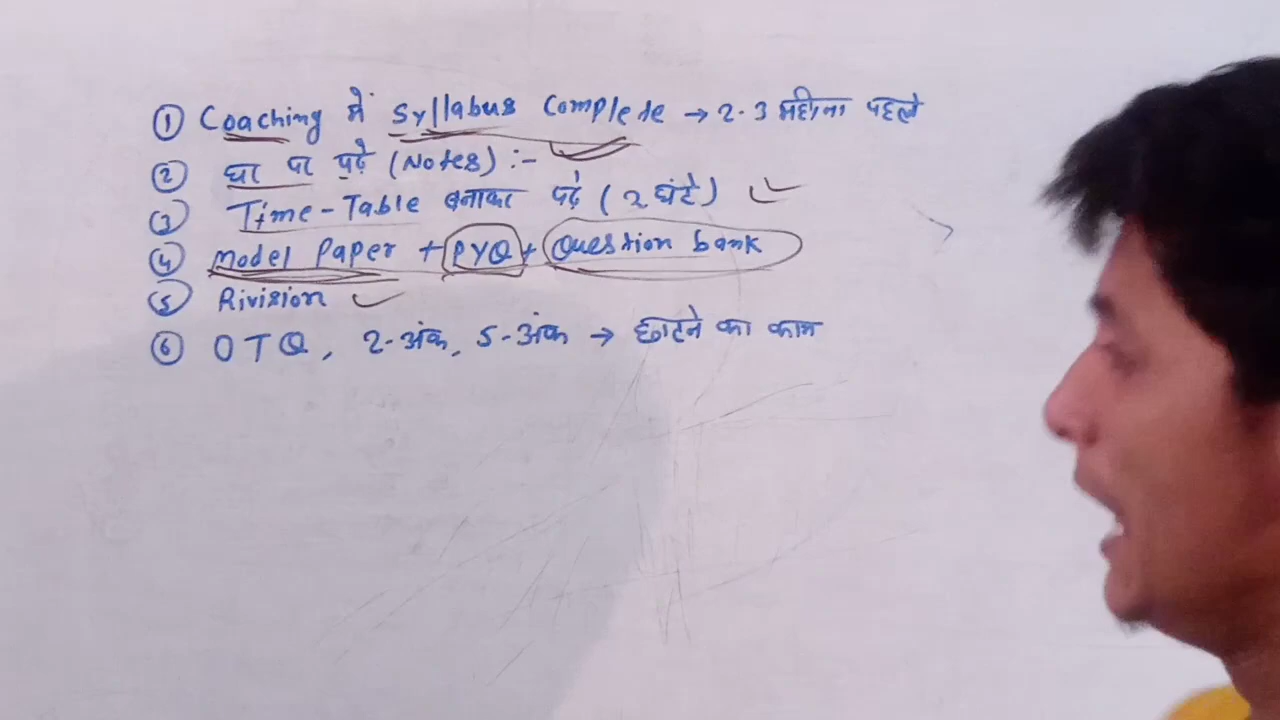 ① Coaching में Syllabus Complete → 2-3 महीना पहले
② घर पर पढ़े (Notes) :-
③ Time-Table बनाकर पढ़े (2 घंटे)
④ Model Paper + PYQ + Question bank
⑤ Rivision
⑥ OTQ, 2-अंक, 5-अंक → छाटने का काम